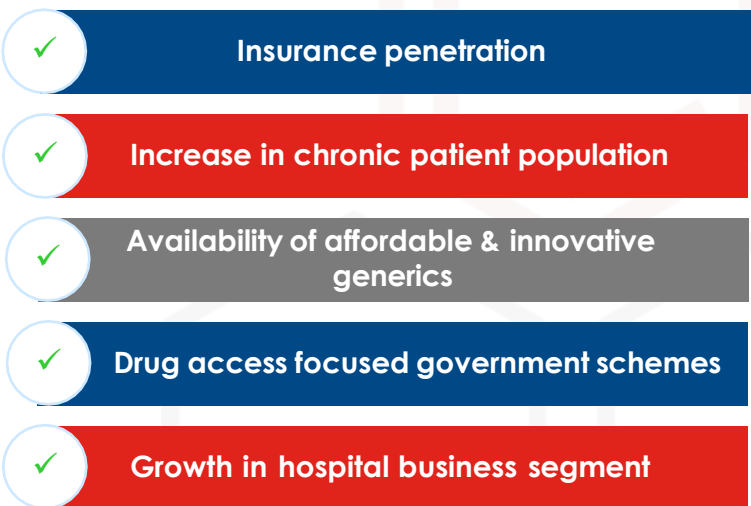 Insurance penetration
Increase in chronic patient population
Availability of affordable & innovative
generics
Drug access focused government schemes
Growth in hospital business segment